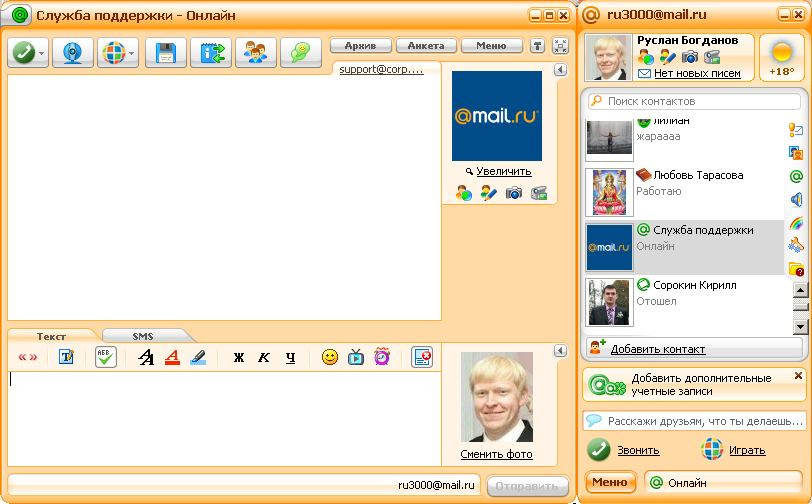 Служба поддержки - Онлайн
Архив
Анкета
Меню
support@corp....
@mail.ru
Увеличить
Текст
SMS
« »
АБВ
А
А
Ж
К
Ч
Сменить фото
ru3000@mail.ru
Отправить
ru3000@mail.ru
Руслан Богданов
Нет новых писем
+18°
Поиск контактов
Лилиан
жараааа
Любовь Тарасова
Работаю
@mail.ru
Служба поддержки
Онлайн
Сорокин Кирилл
Отошел
Добавить контакт
Добавить дополнительные
учетные записи
Расскажи друзьям, что ты делаешь...
Звонить
Играть
Меню
Онлайн